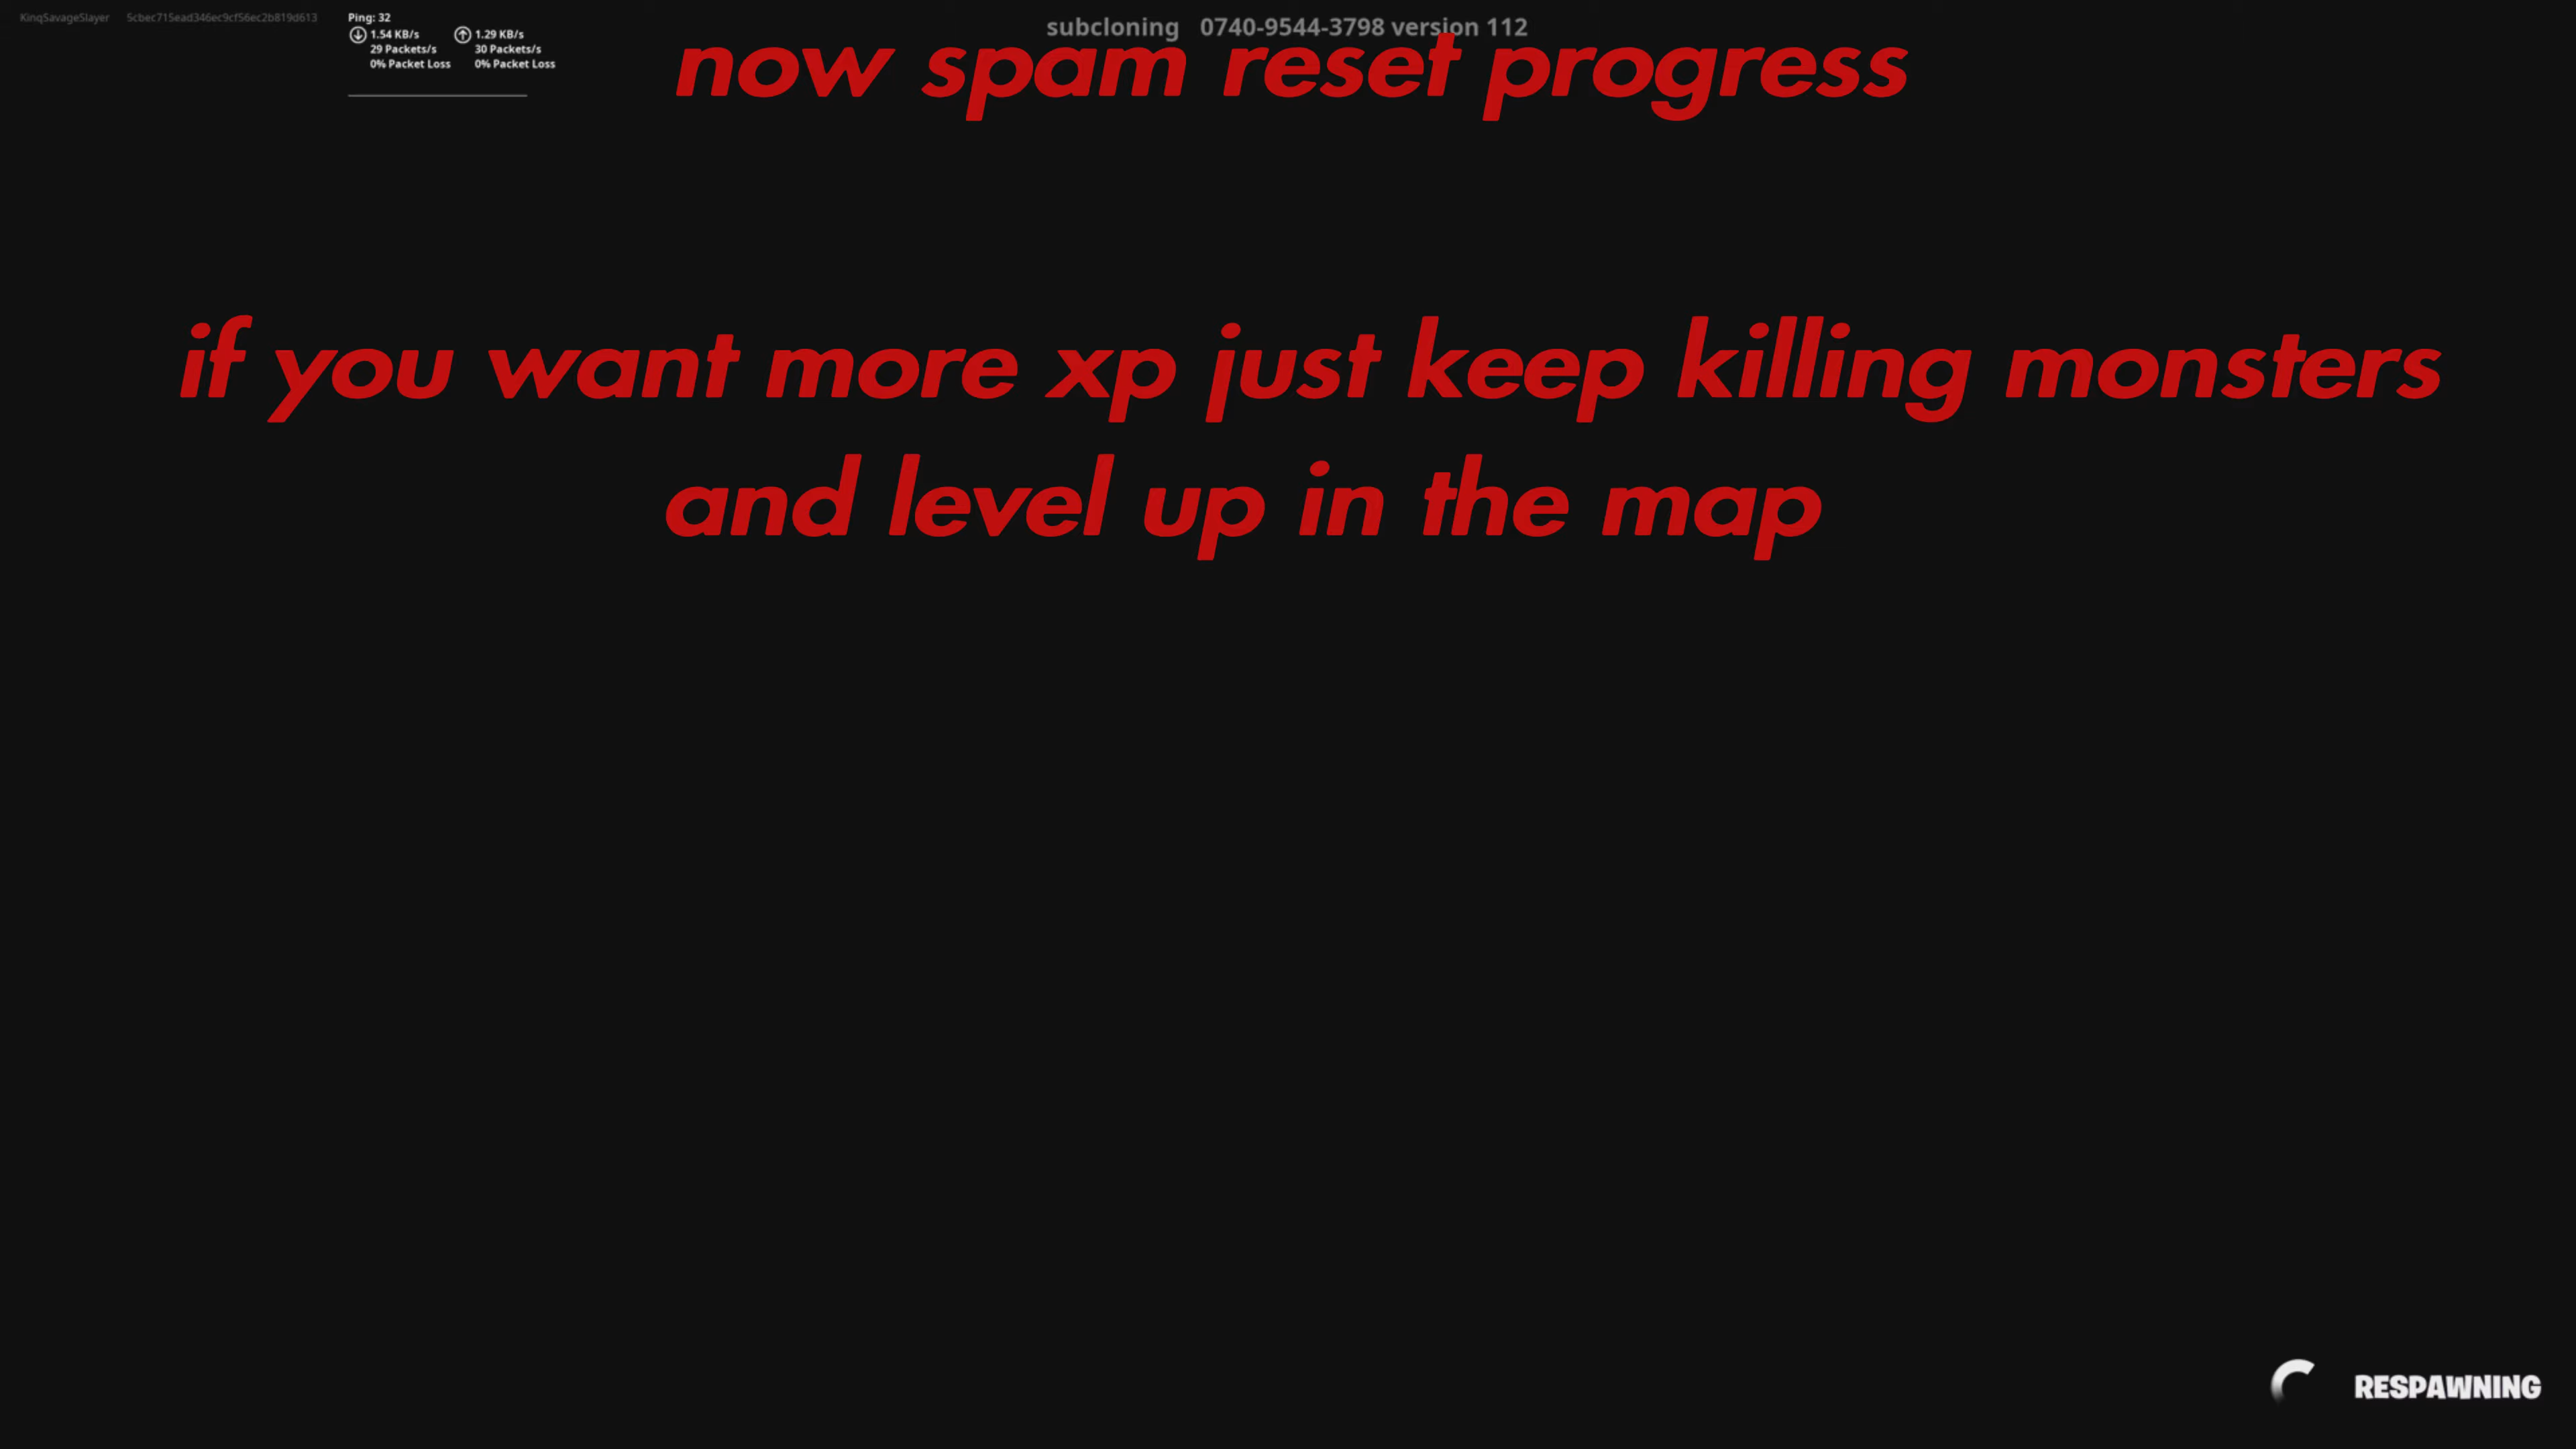 KinqSavageSlayer 5cbec715ead346ec9cf56ec2b819d613
Ping: 32
1.54 KB/s 1.29 KB/s
29 Packets/s 30 Packets/s
0% Packet Loss 0% Packet Loss
subcloning 0740-9544-3798 version 112
now spam reset progress
if you want more xp just keep killing monsters
and level up in the map
RESPAWNING